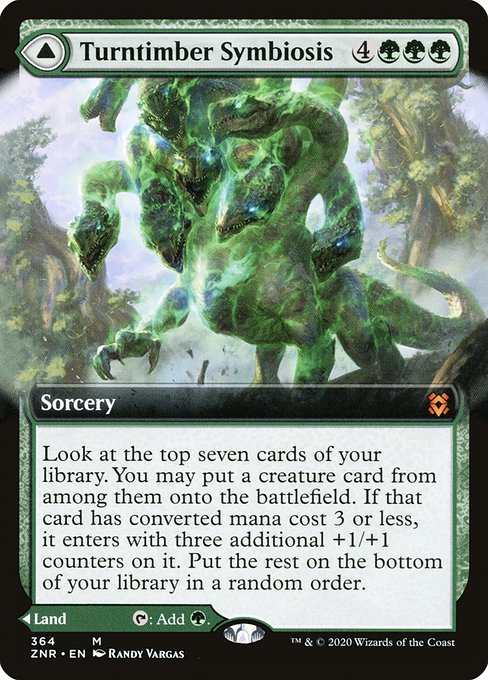 Turntimber Symbiosis 4
Sorcery
Look at the top seven cards of your
library. You may put a creature card from
among them onto the battlefield. If that
card has converted mana cost 3 or less,
it enters with three additional +1/+1
counters on it. Put the rest on the bottom
of your library in a random order.
Land : Add .
364 M
ZNR • EN Randy Vargas
™ & © 2020 Wizards of the Coast